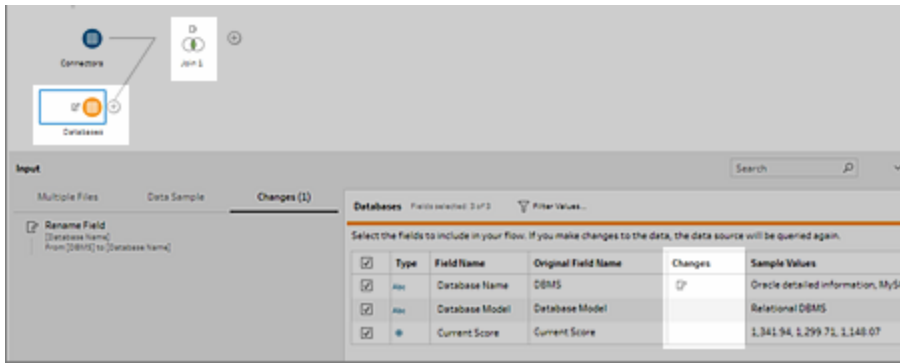 Connectors
Join 1
Databases
Input
Search
Multiple Files
Data Sample
Changes (1)
Databases Fields selected: 3 of 3 Filter Values...
Rename Field
[Database Name]
From [DBMS] to [Database Name]
Select the fields to include in your flow. If you make changes to the data, the data source will be queried again.
Type Field Name Original Field Name Changes Sample Values
Abc Database Name DBMS Oracle detailed information, MyS
Abc Database Model Database Model Relational DBMS
# Current Score Current Score 1,341.94, 1,299.71, 1,148.07